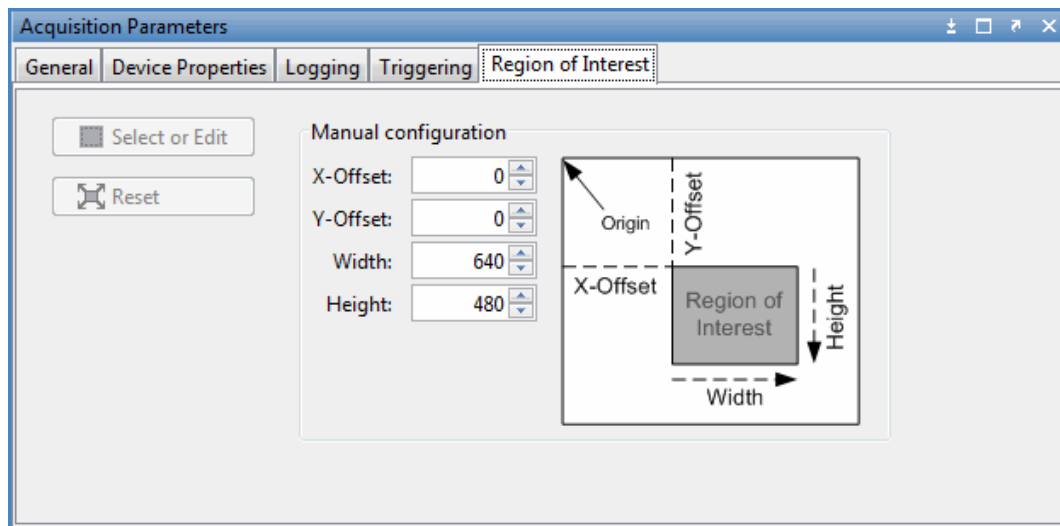 Acquisition Parameters
General Device Properties Logging Triggering Region of Interest
Select or Edit
Reset
Manual configuration
X-Offset: 0
Y-Offset: 0
Width: 640
Height: 480
Origin
Y-Offset
X-Offset
Region of
Interest
Height
Width